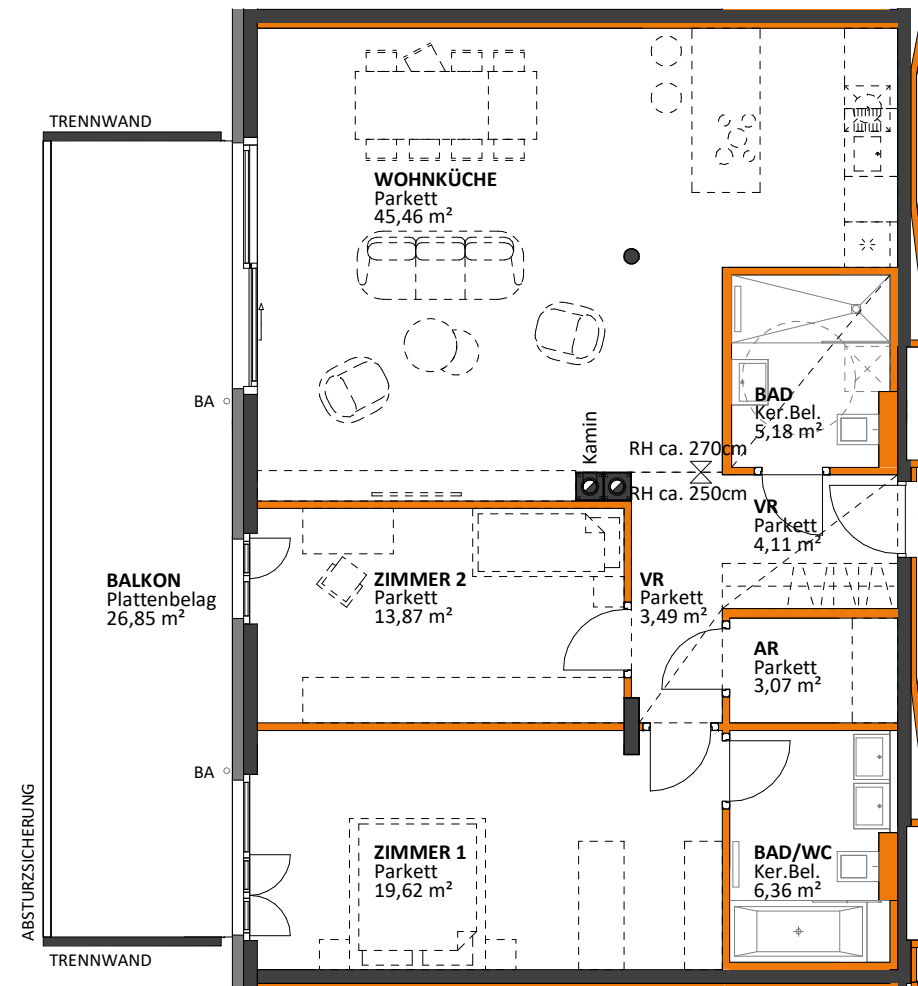 TRENNWAND
WOHNKÜCHE
Parkett
45,46 m²
BA
BAD
Ker.Bel.
5,18 m²
Kamin
RH ca. 270cm
RH ca. 250cm
VR
Parkett
4,11 m²
BALKON
Plattenbelag
26,85 m²
ZIMMER 2
Parkett
13,87 m²
VR
Parkett
3,49 m²
AR
Parkett
3,07 m²
BA
ABSTURZSICHERUNG
ZIMMER 1
Parkett
19,62 m²
BAD/WC
Ker.Bel.
6,36 m²
TRENNWAND